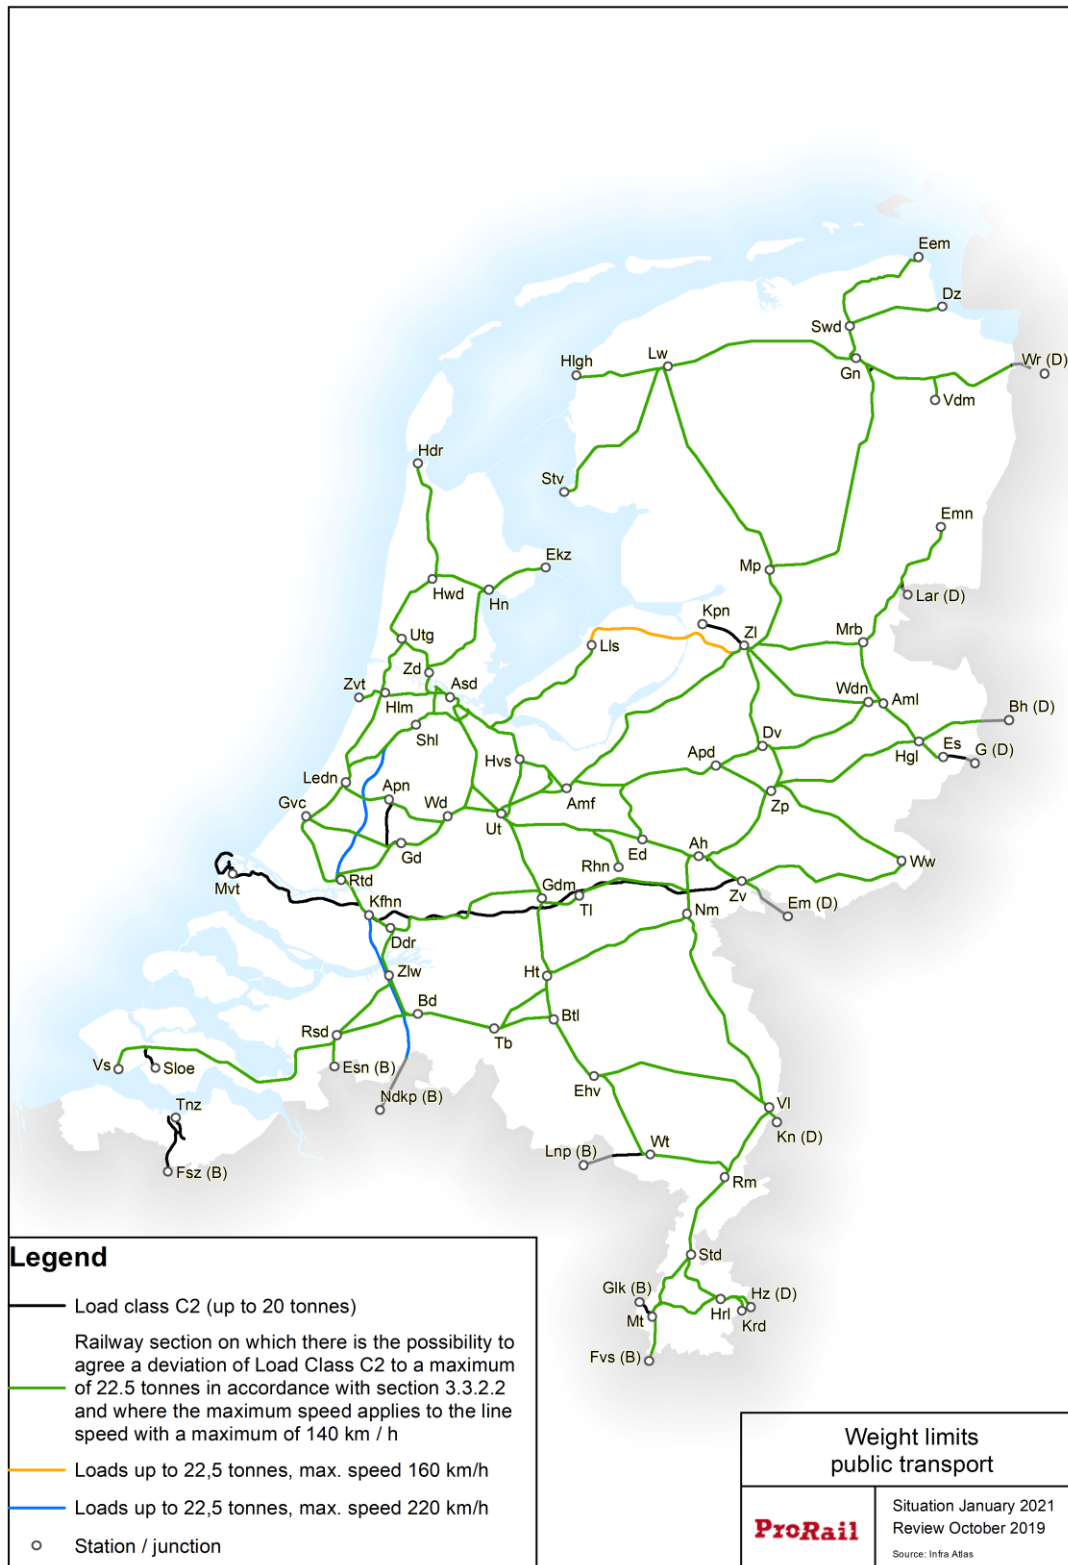 Eem
Dz
Swd
Wr (D)
Lw
Hlgh
Gn
Vdm
Hdr
Stv
Emn
Ekz
Mp
Hwd
Hn
Lar (D)
Kpn
Utg
Zl
Mrb
Lls
Zd
Asd
Zvt
Hlm
Wdn
Aml
Bh (D)
Shl
Dv
Es
G (D)
Hgl
Hvs
Apd
Ledn
Apn
Gvc
Wd
Amf
Zp
Ut
Gd
Ed
Ah
Rhn
Ww
Mvt
Rtd
Gdm
Tl
Zv
Em (D)
Kfhn
Nm
Ddr
Zlw
Ht
Bd
Btl
Rsd
Tb
Vs
Sloe
Esn (B)
Ehv
Ndkp (B)
Tnz
Vl
Kn (D)
Wt
Lnp (B)
Fsz (B)
Rm
Std
Glk (B)
Hz (D)
Mt
Hrl
Krd
Fvs (B)
Legend
Load class C2 (up to 20 tonnes)
Railway section on which there is the possibility to
agree a deviation of Load Class C2 to a maximum
of 22.5 tonnes in accordance with section 3.3.2.2
and where the maximum speed applies to the line
speed with a maximum of 140 km / h
Loads up to 22,5 tonnes, max. speed 160 km/h
Loads up to 22,5 tonnes, max. speed 220 km/h
Station / junction
Weight limits
public transport
ProRail
Situation January 2021
Review October 2019
Source: Infra Atlas